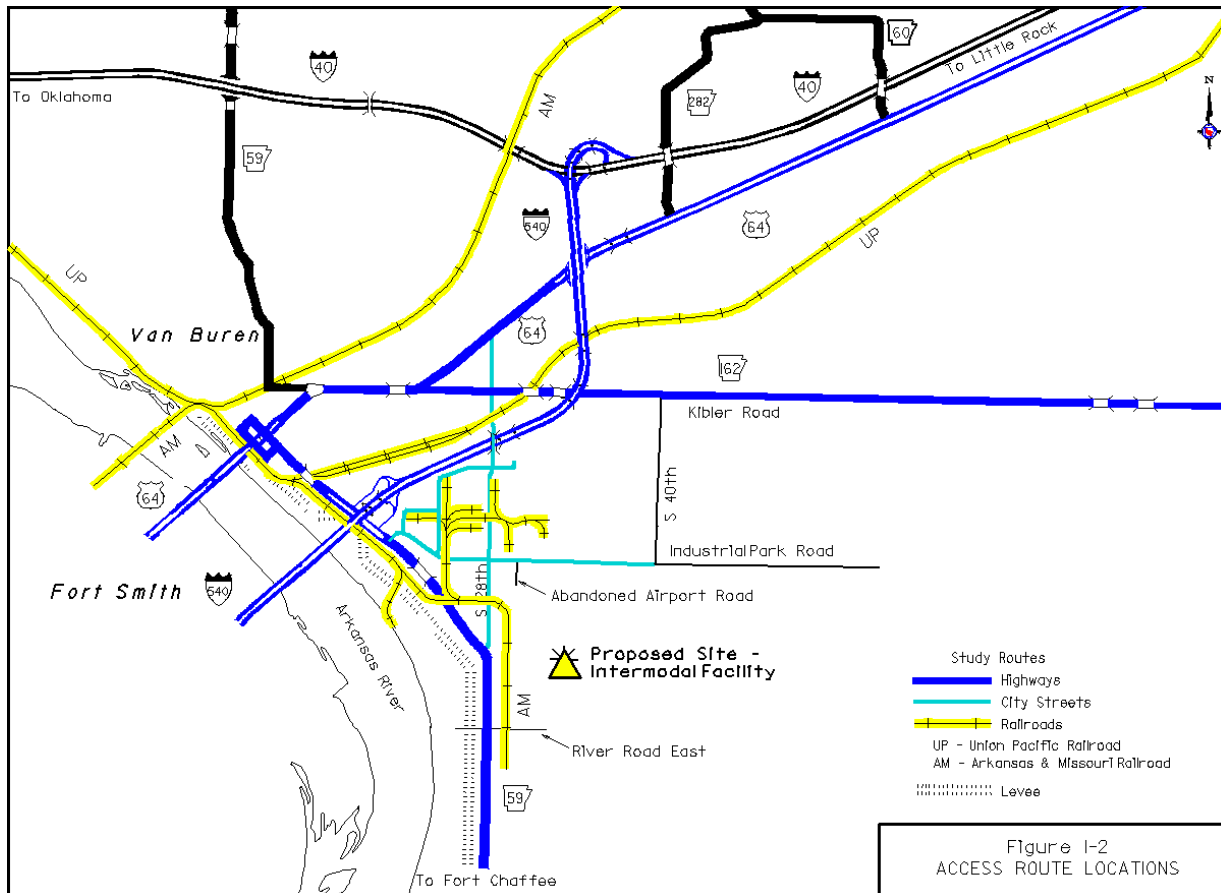 60
40
To Little Rock
To Oklahoma
AM
282
40
N
59
540
64
UP
UP
Van Buren
64
162
Kibler Road
AM
64
S 40th
Industrial Park Road
Fort Smith
540
S 28th
Abandoned Airport Road
Arkansas River
Proposed Site -
Intermodal Facility
AM
River Road East
59
To Fort Chaffee
Study Routes
Highways
City Streets
Railroads
UP - Union Pacific Railroad
AM - Arkansas & Missouri Railroad
Levee
Figure I-2
ACCESS ROUTE LOCATIONS